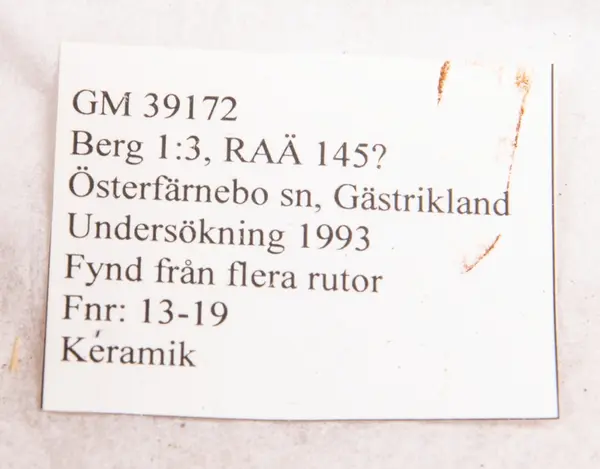 GM 39172
Berg 1:3, RAÄ 145?
Österfärnebo sn, Gästrikland
Undersökning 1993
Fynd från flera rutor
Fnr: 13-19
Keramik